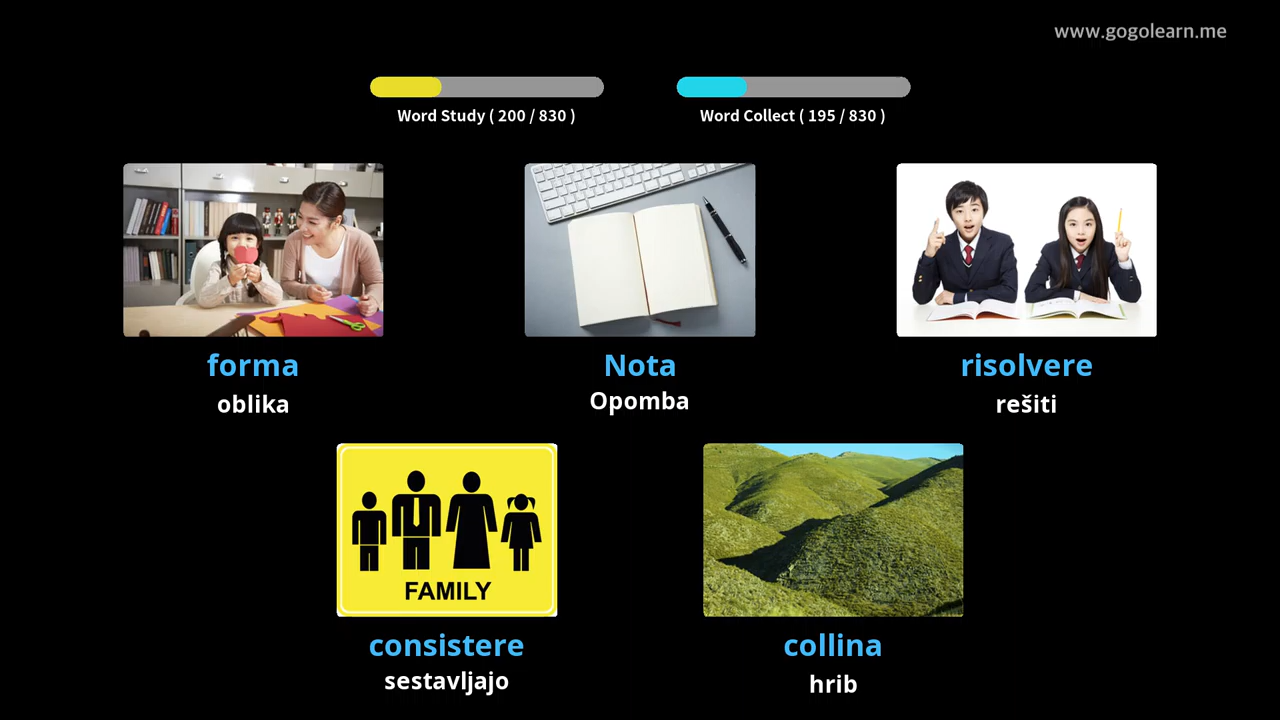 www.gogolearn.me
Word Study ( 200 / 830 )
Word Collect ( 195 / 830 )
forma
oblika
Nota
Opomba
risolvere
rešiti
FAMILY
consistere
sestavljajo
collina
hrib